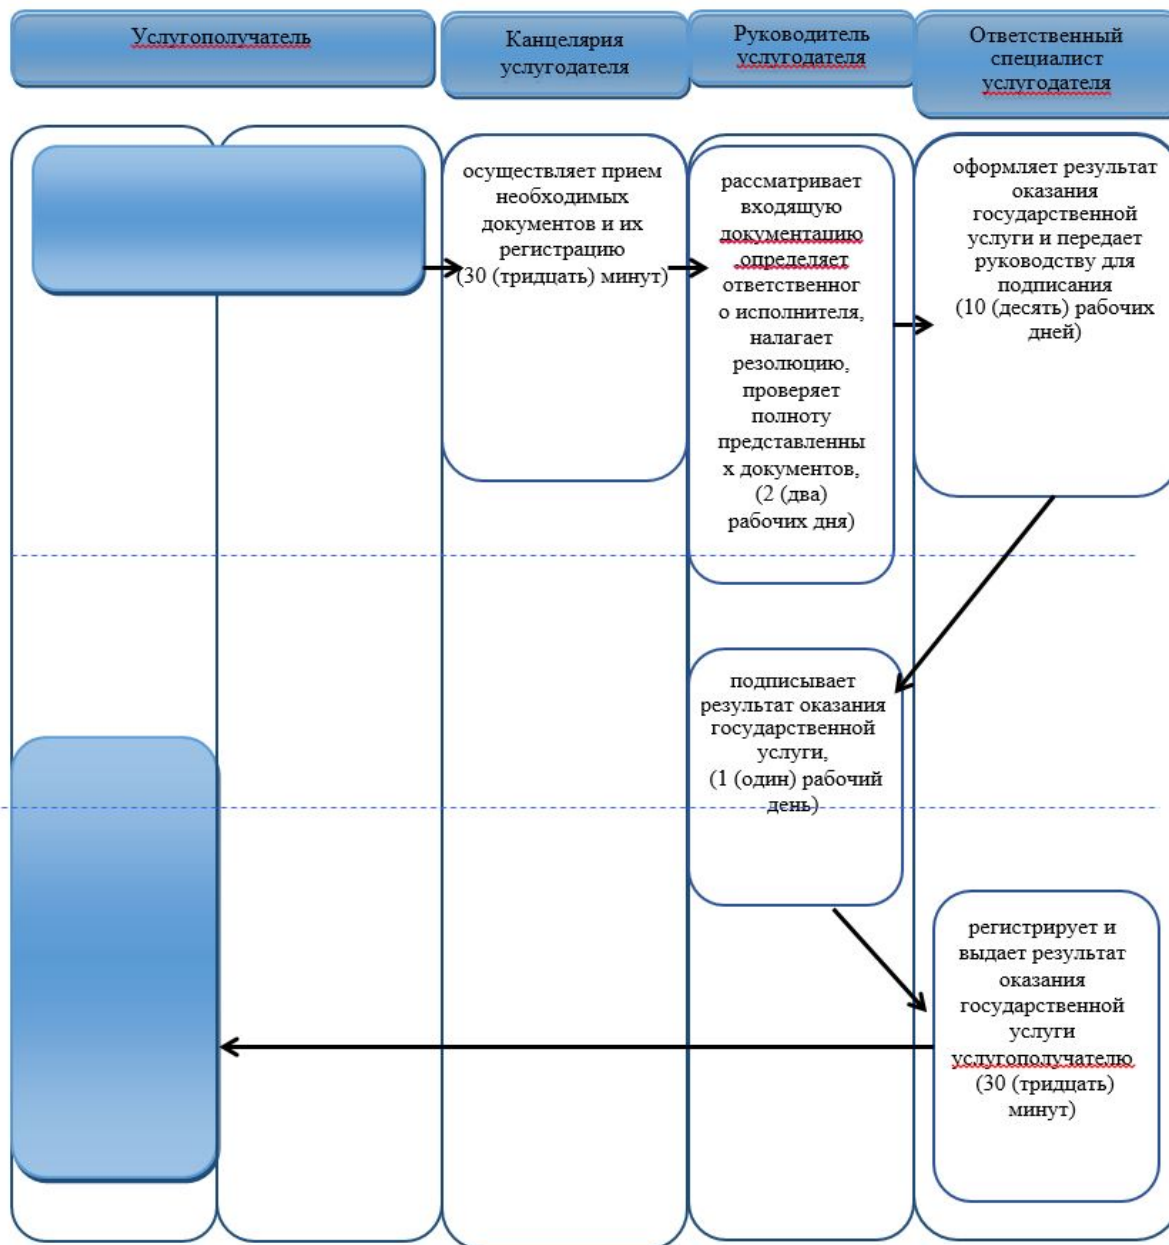 Услугополучатель
Канцелярия
услугодателя
Руководитель
услугодателя
Ответственный
специалист
услугодателя
осуществляет прием
необходимых
документов и их
регистрацию
(30 (тридцать) минут)
рассматривает
входящую
документацию
определяет
ответственног
о исполнителя,
налагает
резолюцию,
проверяет
полноту
представленны
х документов,
(2 (два)
рабочих дня)
оформляет результат
оказания
государственной
услуги и передает
руководству для
подписания
(10 (десять) рабочих
дней)
подписывает
результат оказания
государственной
услуги,
(1 (один) рабочий
день)
регистрирует и
выдает результат
оказания
государственной
услуги
услугополучателю
(30 (тридцать)
минут)